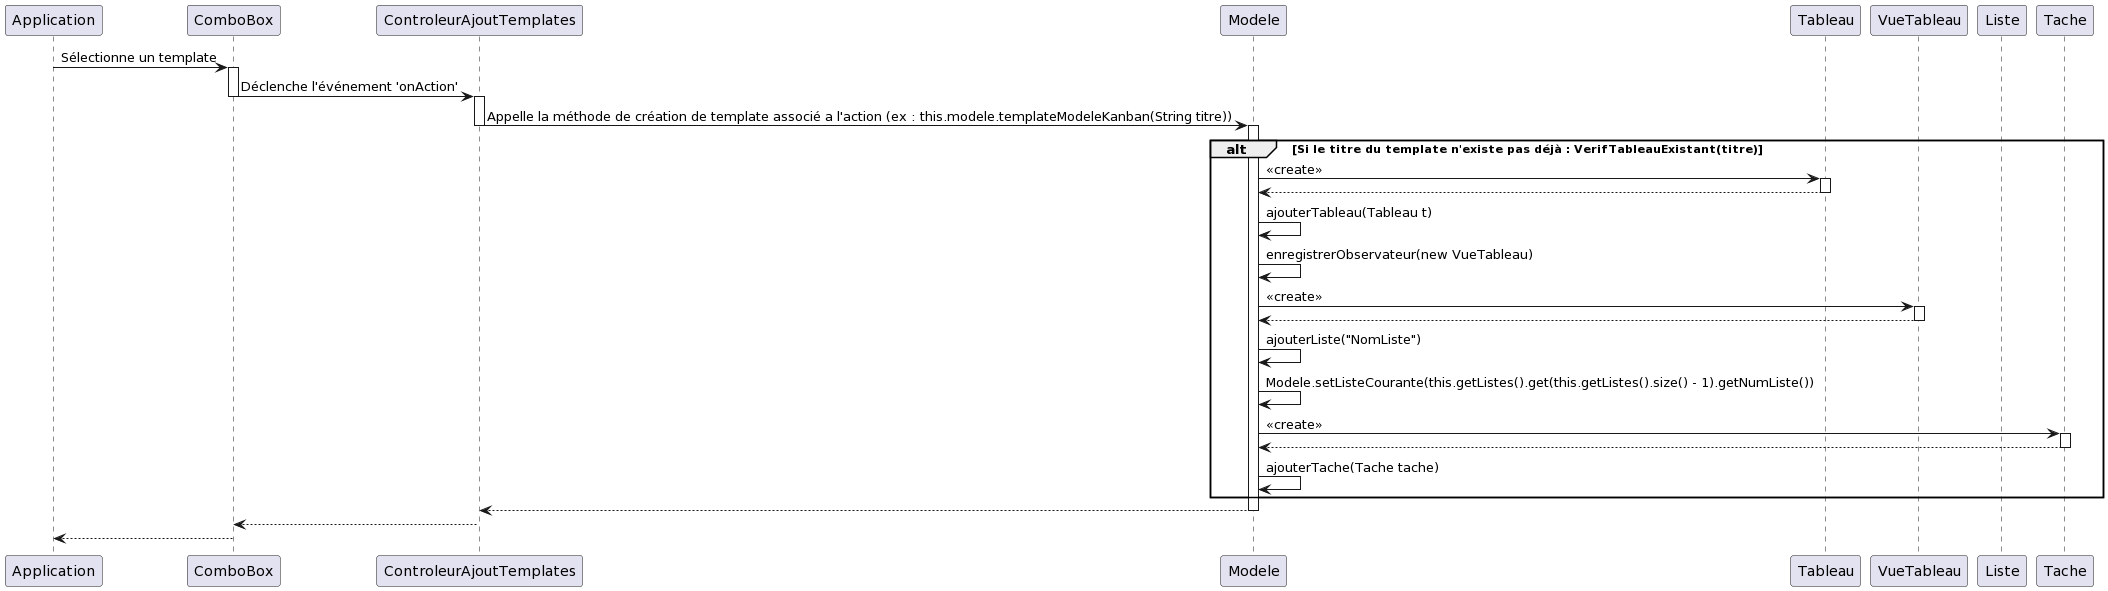 Application
ComboBox
ControleurAjoutTemplates
Modele
Tableau
VueTableau
Liste
Tache
Sélectionne un template
Déclenche l'événement 'onAction'
Appelle la méthode de création de template associé a l'action (ex : this.modele.templateModeleKanban(String titre))
alt
[Si le titre du template n'existe pas déjà : VerifTableauExistant(titre)]
«create»
ajouterTableau(Tableau t)
enregistrerObservateur(new VueTableau)
«create»
ajouterListe("NomListe")
Modele.setListeCourante(this.getListes().get(this.getListes().size() - 1).getNumListe())
«create»
ajouterTache(Tache tache)
Application
ComboBox
ControleurAjoutTemplates
Modele
Tableau
VueTableau
Liste
Tache